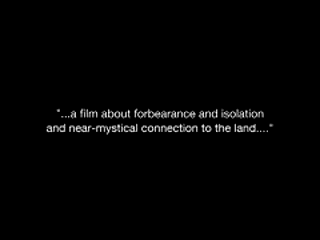 "...a film about forbearance and isolation
and near-mystical connection to the land...."